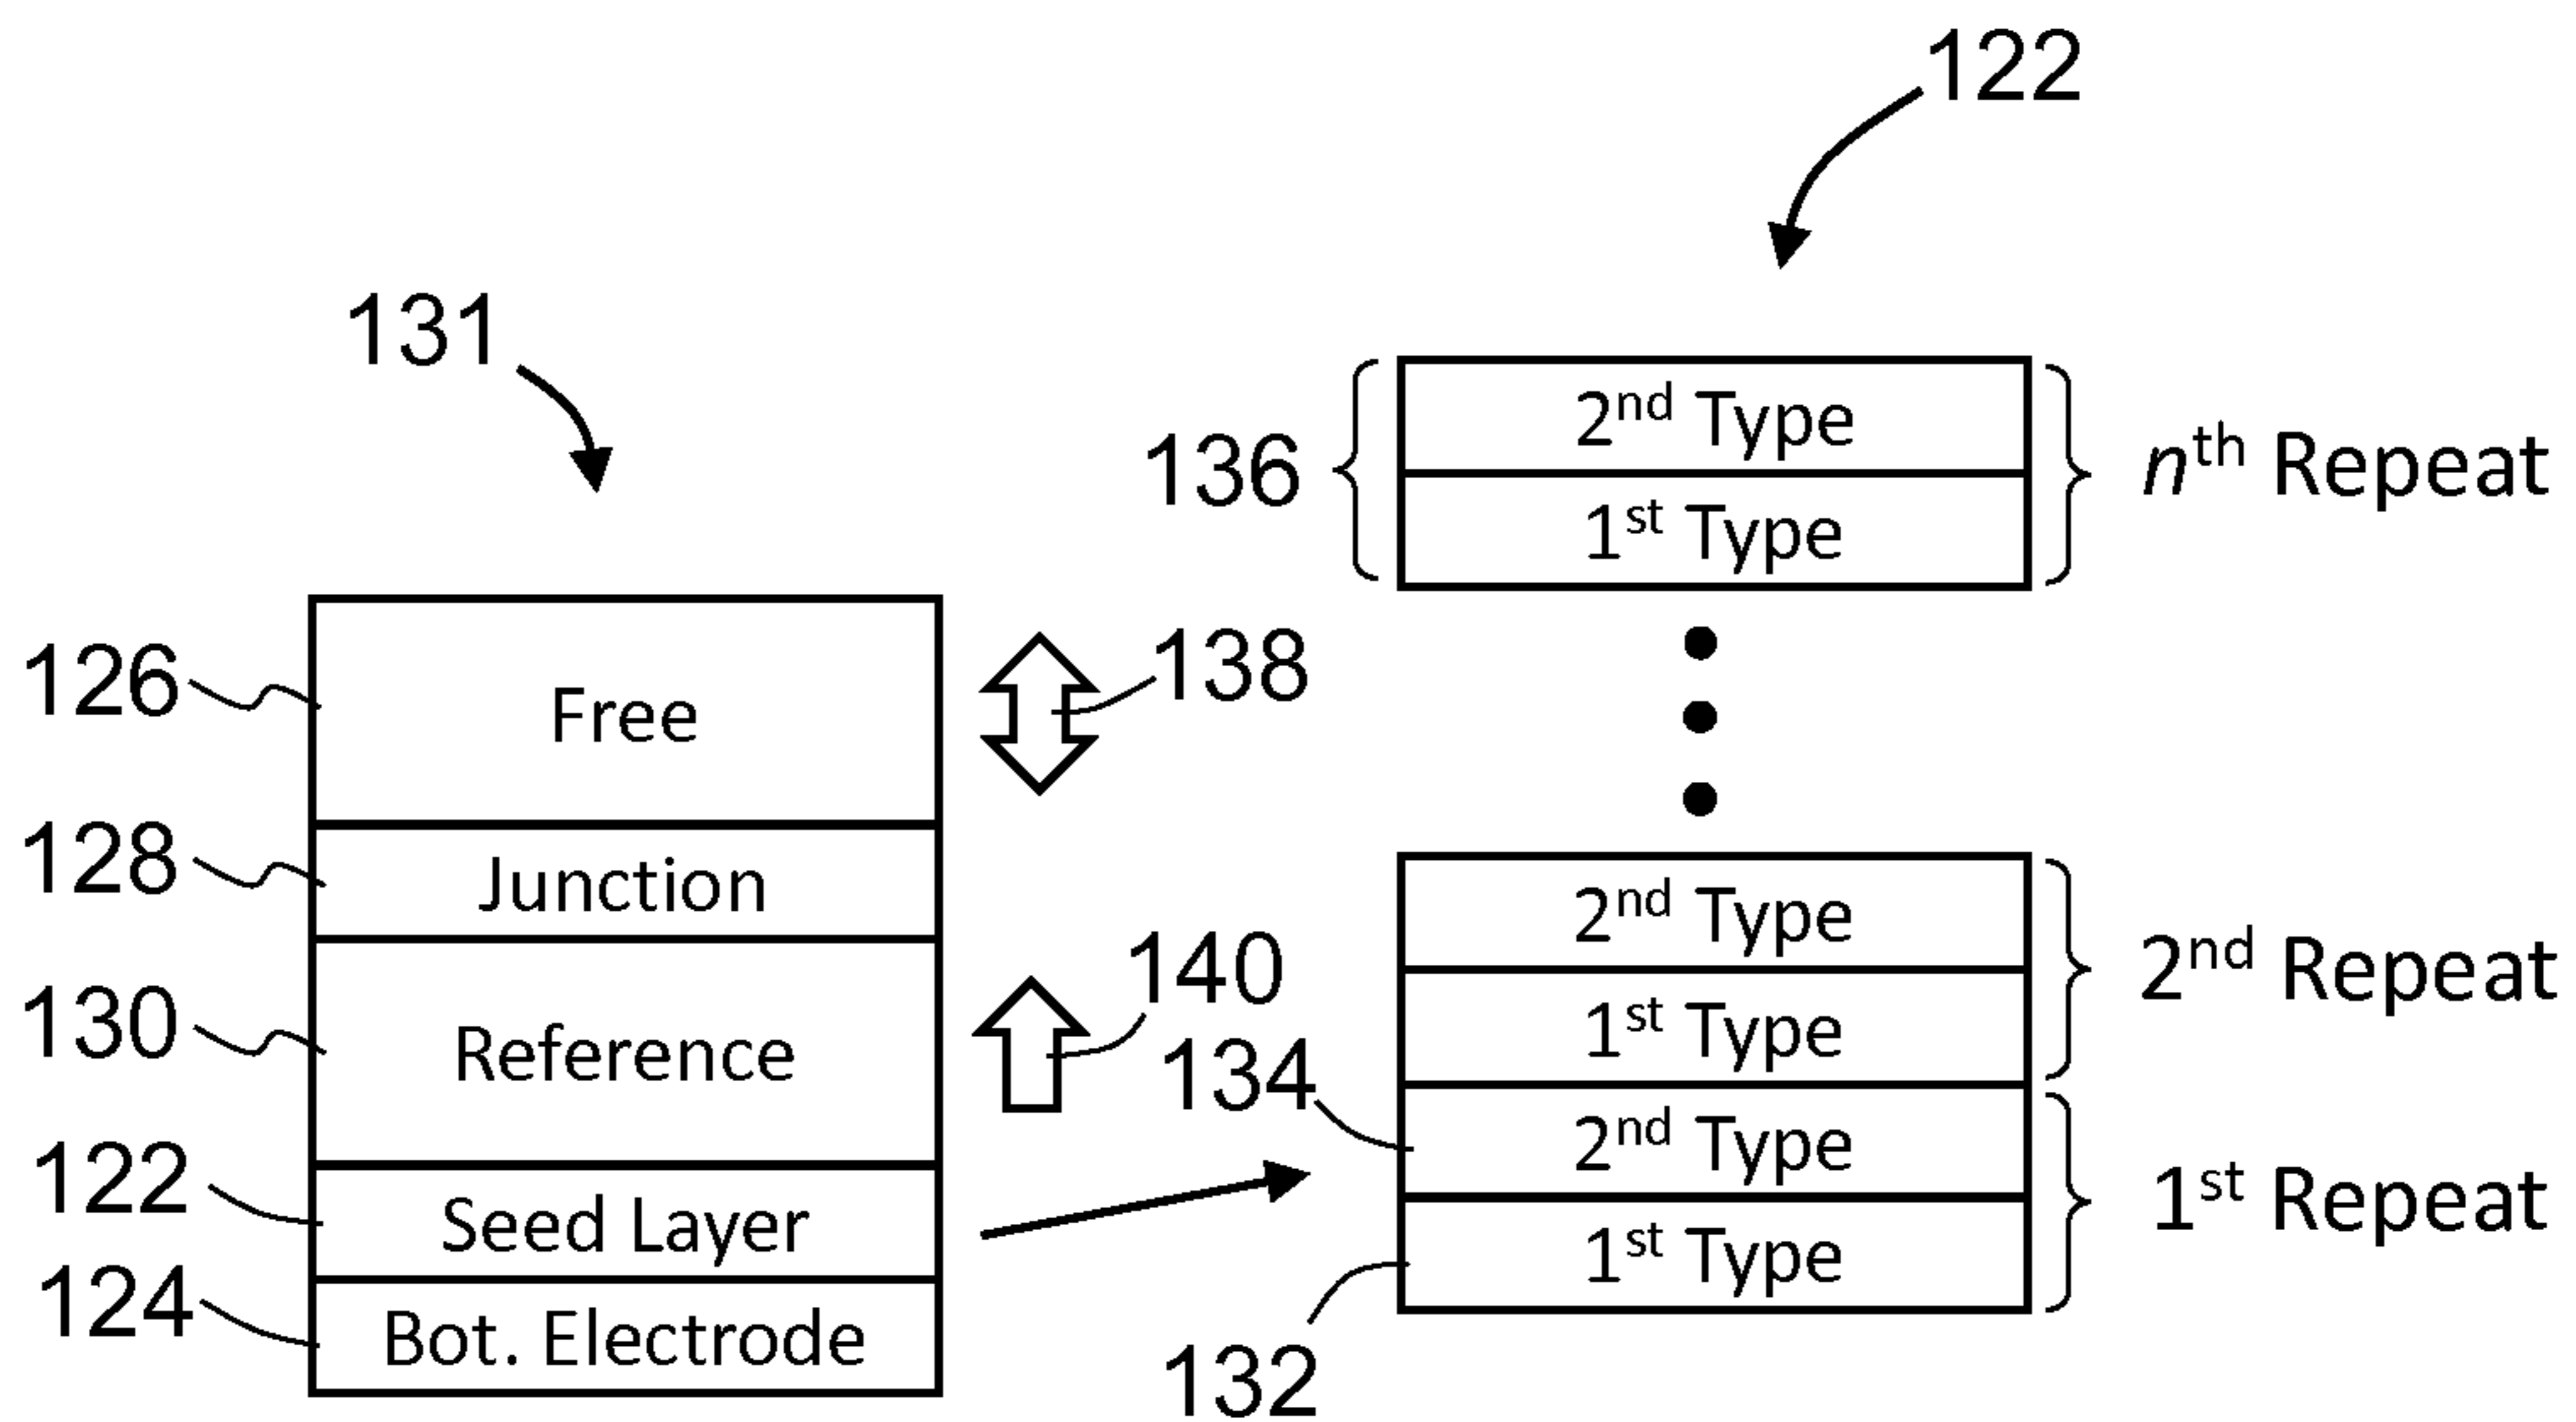 122
131
136
2nd Type
1st Type
nth Repeat
126
Free
138
128
Junction
130
Reference
140
134
122
Seed Layer
124
Bot. Electrode
2nd Type
1st Type
2nd Repeat
2nd Type
1st Type
1st Repeat
132